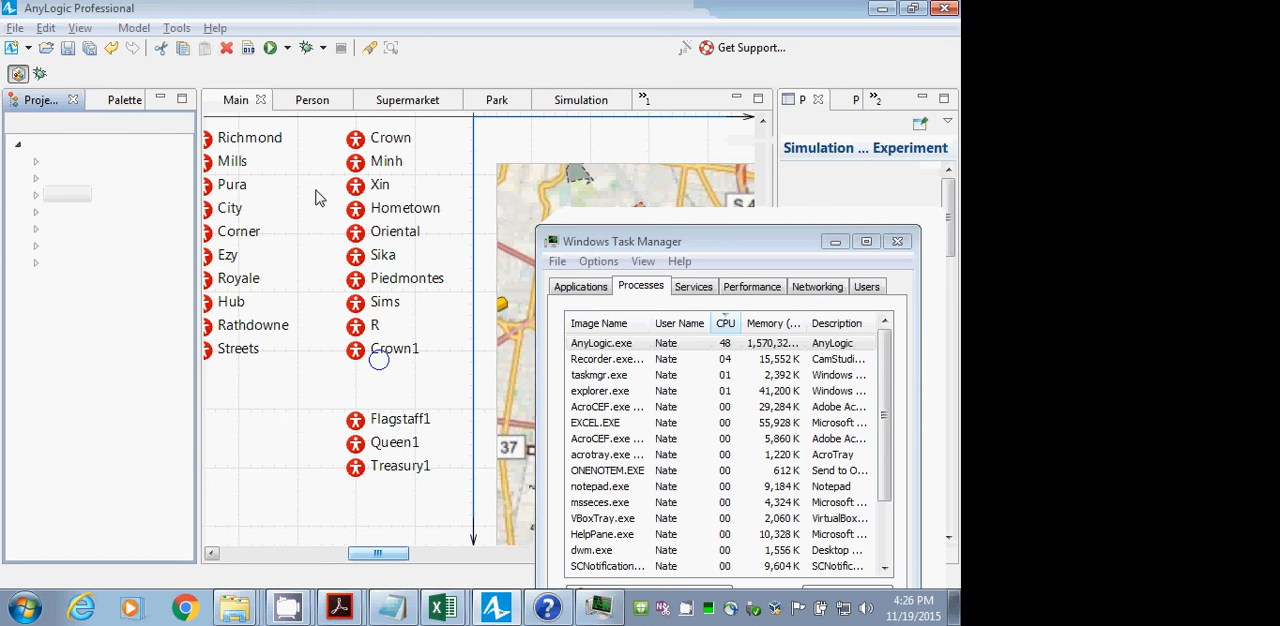 AnyLogic Professional
File Edit View Model Tools Help
Get Support...
Proje... Palette Main Person Supermarket Park Simulation »1 P P »2
Richmond Crown
Mills Minh
Pura Xin
City Hometown
Corner Oriental
Ezy Sika
Royale Piedmontes
Hub Sims
Rathdowne R
Streets Crown1
Flagstaff1
Queen1
Treasury1
37
Simulation ... Experiment
Windows Task Manager
File Options View Help
Applications Processes Services Performance Networking Users
Image Name User Name CPU Memory (... Description
AnyLogic.exe Nate 48 1,570,32... AnyLogic
Recorder.exe... Nate 04 15,552 K CamStudi...
taskmgr.exe Nate 01 2,392 K Windows ...
explorer.exe Nate 01 41,200 K Windows ...
AcroCEF.exe ... Nate 00 29,284 K Adobe Ac...
EXCEL.EXE Nate 00 55,928 K Microsoft ...
AcroCEF.exe ... Nate 00 5,860 K Adobe Ac...
acrotray.exe ... Nate 00 1,220 K AcroTray
ONENOTEM.EXE Nate 00 612 K Send to O...
notepad.exe Nate 00 9,184 K Notepad
msseces.exe Nate 00 4,324 K Microsoft ...
VBoxTray.exe Nate 00 2,060 K VirtualBox...
HelpPane.exe Nate 00 10,328 K Microsoft ...
dwm.exe Nate 00 1,556 K Desktop ...
SCNotification... Nate 00 9,604 K SCNotific...
4:26 PM
11/19/2015